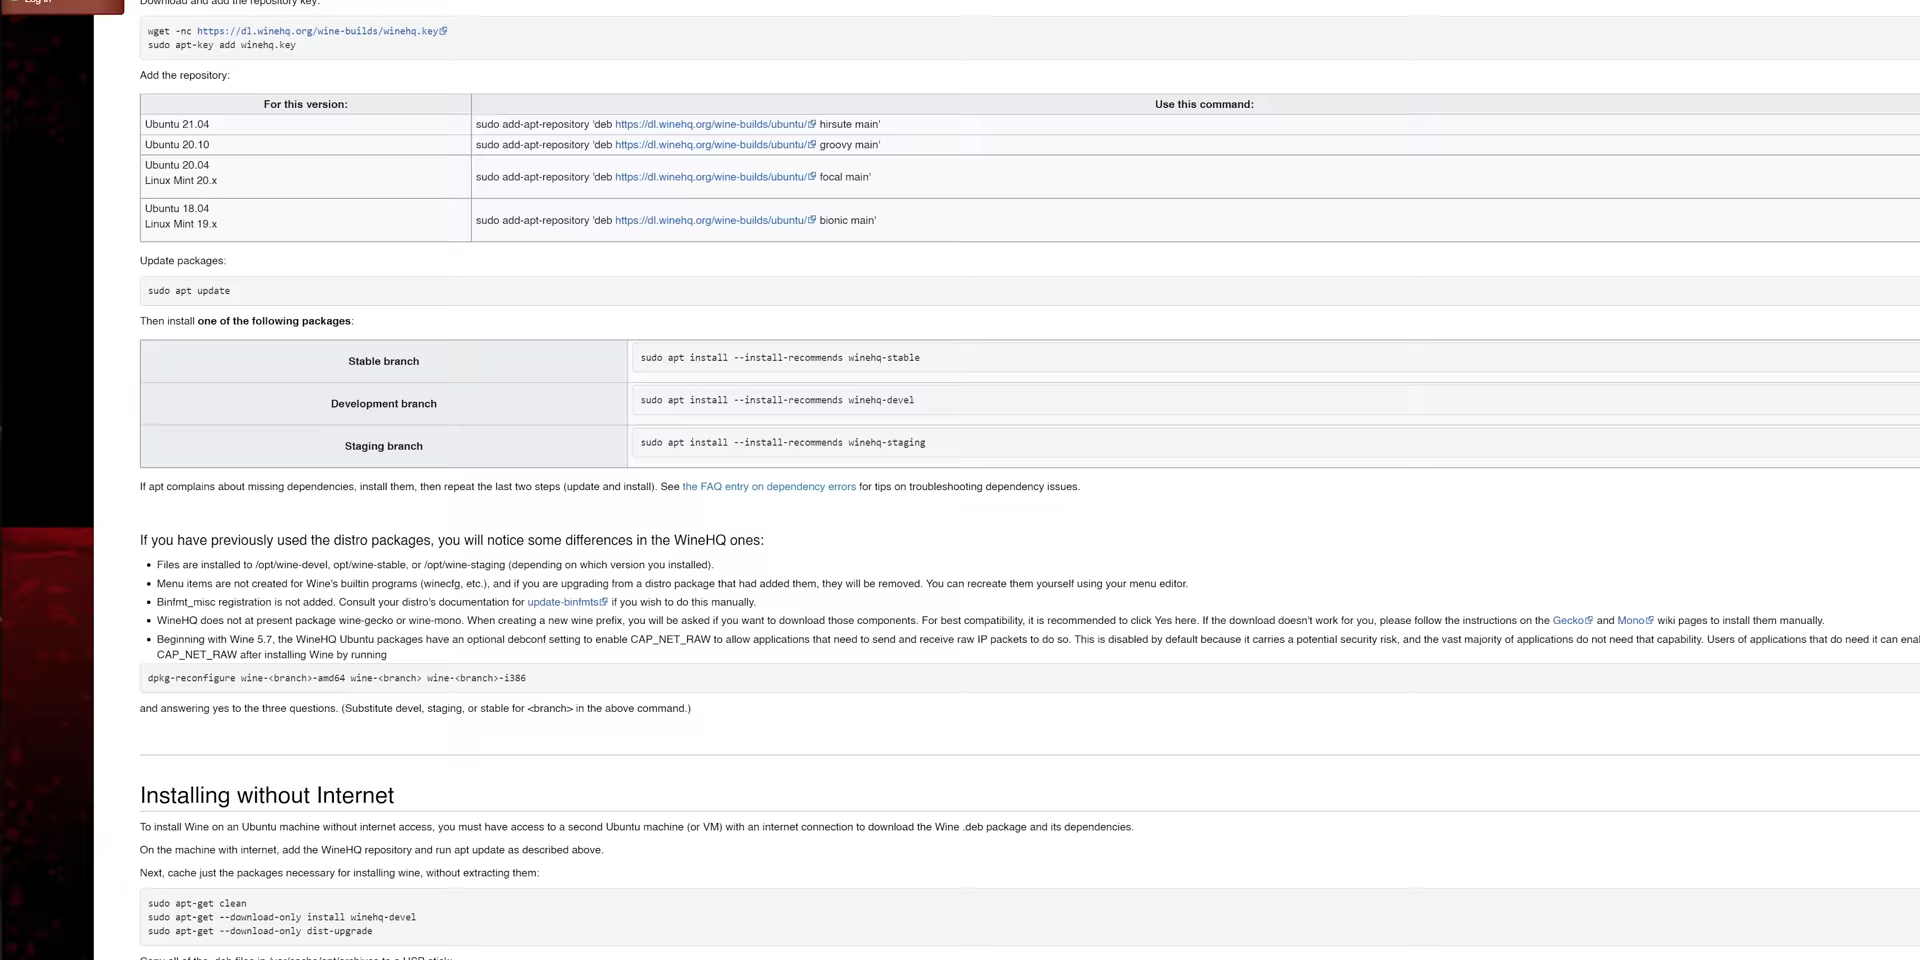 Log in
Download and add the repository key:
wget -nc https://dl.winehq.org/wine-builds/winehq.key
sudo apt-key add winehq.key
Add the repository:
For this version: Use this command:
Ubuntu 21.04 sudo add-apt-repository 'deb https://dl.winehq.org/wine-builds/ubuntu/ hirsute main'
Ubuntu 20.10 sudo add-apt-repository 'deb https://dl.winehq.org/wine-builds/ubuntu/ groovy main'
Ubuntu 20.04
Linux Mint 20.x
sudo add-apt-repository 'deb https://dl.winehq.org/wine-builds/ubuntu/ focal main'
Ubuntu 18.04
Linux Mint 19.x
sudo add-apt-repository 'deb https://dl.winehq.org/wine-builds/ubuntu/ bionic main'
Update packages:
sudo apt update
Then install one of the following packages:
Stable branch sudo apt install --install-recommends winehq-stable
Development branch sudo apt install --install-recommends winehq-devel
Staging branch sudo apt install --install-recommends winehq-staging
If apt complains about missing dependencies, install them, then repeat the last two steps (update and install). See the FAQ entry on dependency errors for tips on troubleshooting dependency issues.
If you have previously used the distro packages, you will notice some differences in the WineHQ ones:
Files are installed to /opt/wine-devel, opt/wine-stable, or /opt/wine-staging (depending on which version you installed).
Menu items are not created for Wine's builtin programs (winecfg, etc.), and if you are upgrading from a distro package that had added them, they will be removed. You can recreate them yourself using your menu editor.
Binfmt_misc registration is not added. Consult your distro's documentation for update-binfmts if you wish to do this manually.
WineHQ does not at present package wine-gecko or wine-mono. When creating a new wine prefix, you will be asked if you want to download those components. For best compatibility, it is recommended to click Yes here. If the download doesn't work for you, please follow the instructions on the Gecko and Mono wiki pages to install them manually.
Beginning with Wine 5.7, the WineHQ Ubuntu packages have an optional debconf setting to enable CAP_NET_RAW to allow applications that need to send and receive raw IP packets to do so. This is disabled by default because it carries a potential security risk, and the vast majority of applications do not need that capability. Users of applications that do need it can
CAP_NET_RAW after installing Wine by running
dpkg-reconfigure wine-<branch>-amd64 wine-<branch> wine-<branch>-i386
and answering yes to the three questions. (Substitute devel, staging, or stable for <branch> in the above command.)
Installing without Internet
To install Wine on an Ubuntu machine without internet access, you must have access to a second Ubuntu machine (or VM) with an internet connection to download the Wine .deb package and its dependencies.
On the machine with internet, add the WineHQ repository and run apt update as described above.
Next, cache just the packages necessary for installing wine, without extracting them:
sudo apt-get clean
sudo apt-get --download-only install winehq-devel
sudo apt-get --download-only dist-upgrade